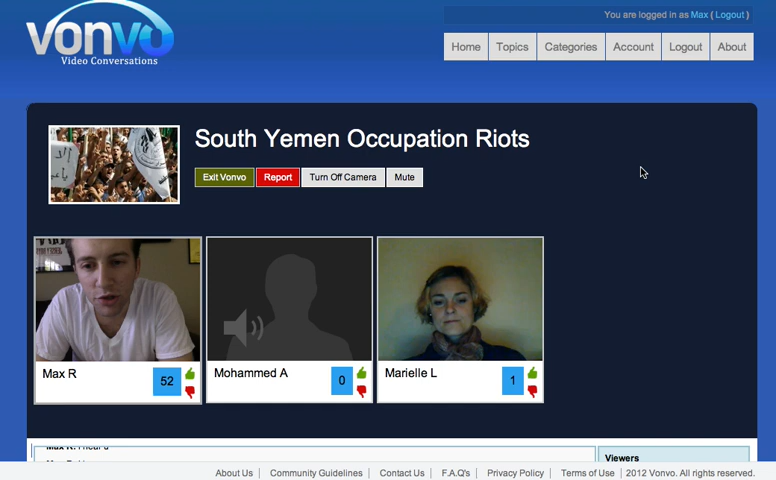 vonvo
Video Conversations
You are logged in as Max ( Logout )
Home
Topics
Categories
Account
Logout
About
South Yemen Occupation Riots
Exit Vonvo
Report
Turn Off Camera
Mute
Max R
52
Mohammed A
0
Marielle L
1
Viewers
About Us
Community Guidelines
Contact Us
F.A.Q's
Privacy Policy
Terms of Use
2012 Vonvo. All rights reserved.